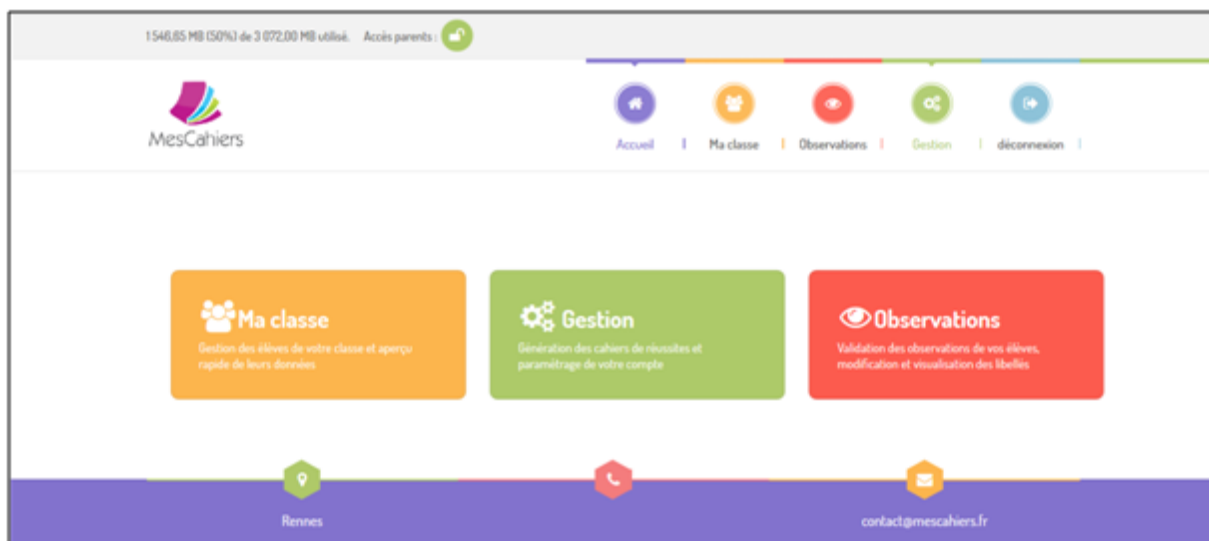 1 546,65 MB (50%) de 3 072,00 MB utilisé. Accès parents :
MesCahiers
Accueil
Ma classe
Observations
Gestion
déconnexion
Ma classe
Gestion des élèves de votre classe et aperçu
rapide de leurs données
Gestion
Génération des cahiers de réussites et
paramétrage de votre compte
Observations
Validation des observations de vos élèves,
modification et visualisation des libellés
Rennes
contact@mescahiers.fr